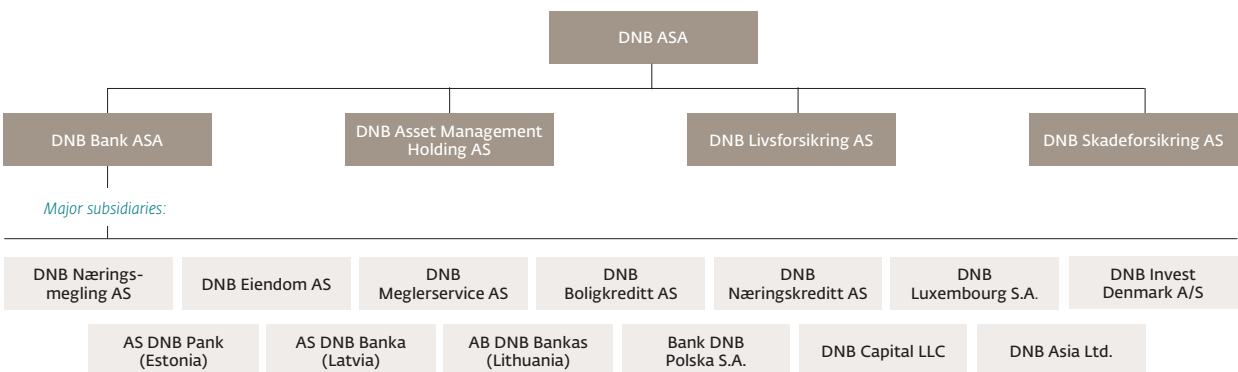 DNB ASA
DNB Bank ASA
DNB Asset Management
Holding AS
DNB Livsforsikring AS
DNB Skadeforsikring AS
Major subsidiaries:
DNB Nærings-
megling AS
DNB Eiendom AS
DNB
Meglerservice AS
DNB
Boligkreditt AS
DNB
Næringskreditt AS
DNB
Luxembourg S.A.
DNB Invest
Denmark A/S
AS DNB Pank
(Estonia)
AS DNB Banka
(Latvia)
AB DNB Bankas
(Lithuania)
Bank DNB
Polska S.A.
DNB Capital LLC
DNB Asia Ltd.